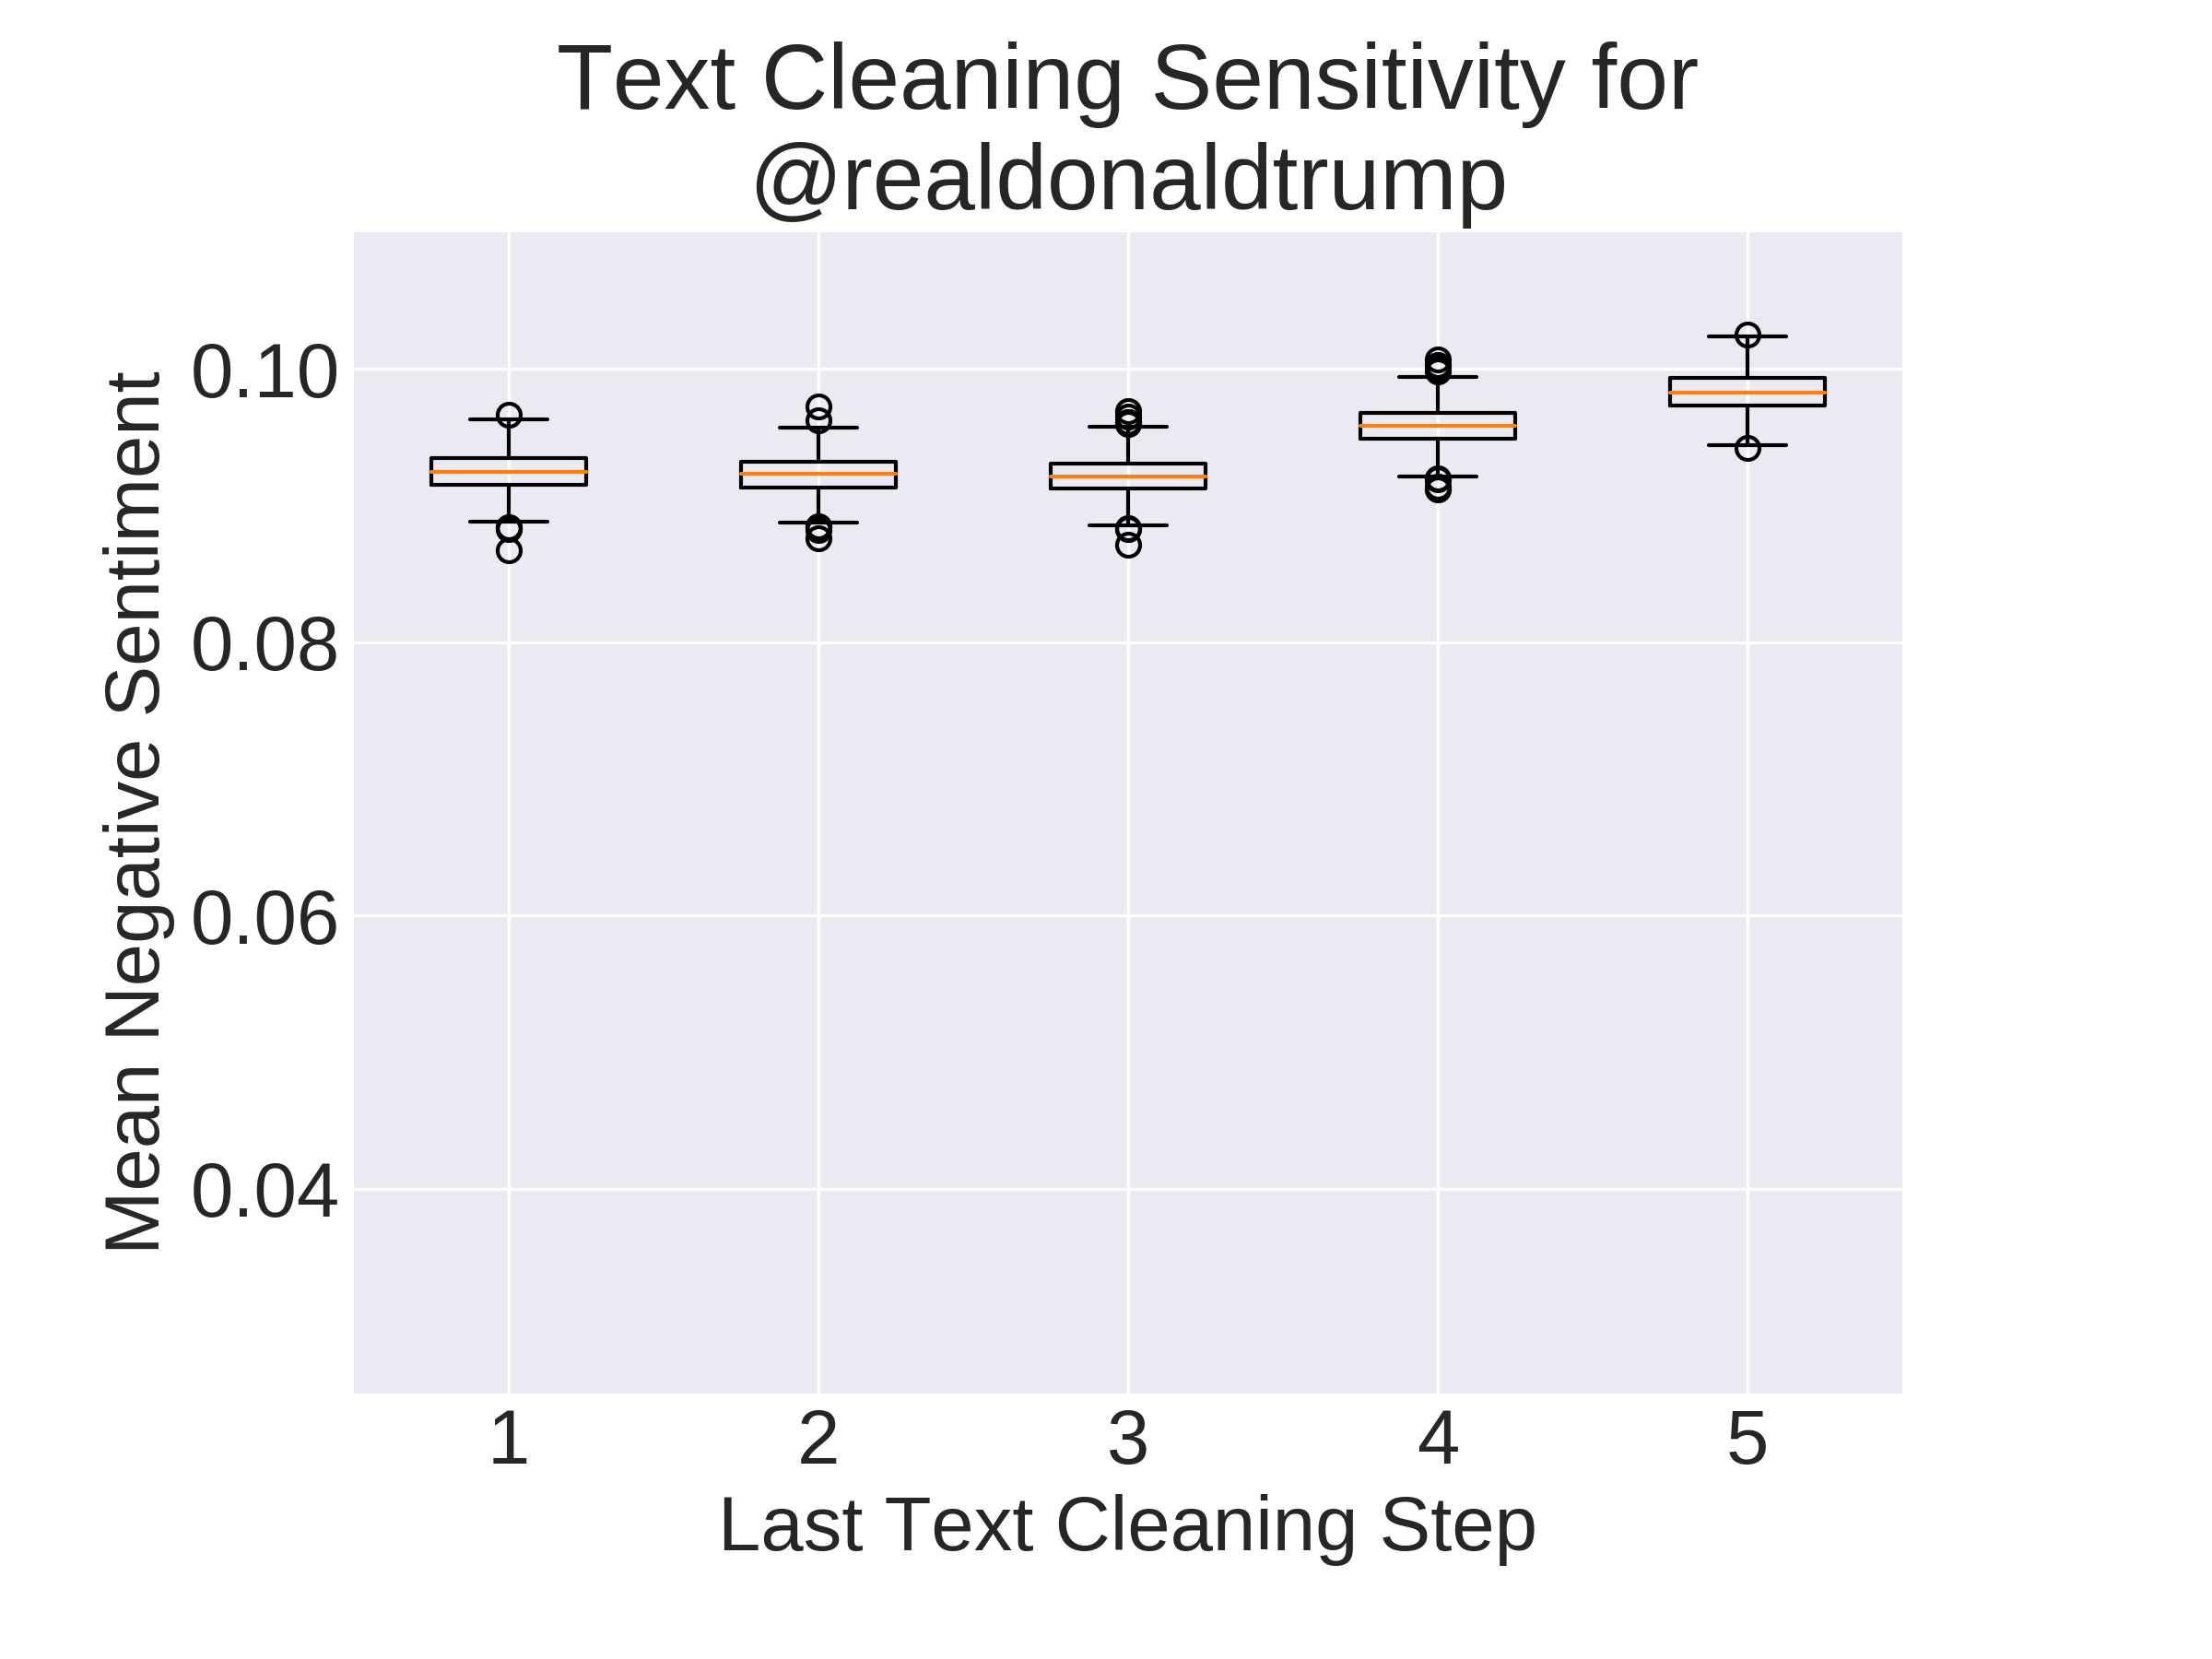 Text Cleaning Sensitivity for
@realdonaldtrump
Mean Negative Sentiment
0.10
0.08
0.06
0.04
1 2 3 4 5
Last Text Cleaning Step